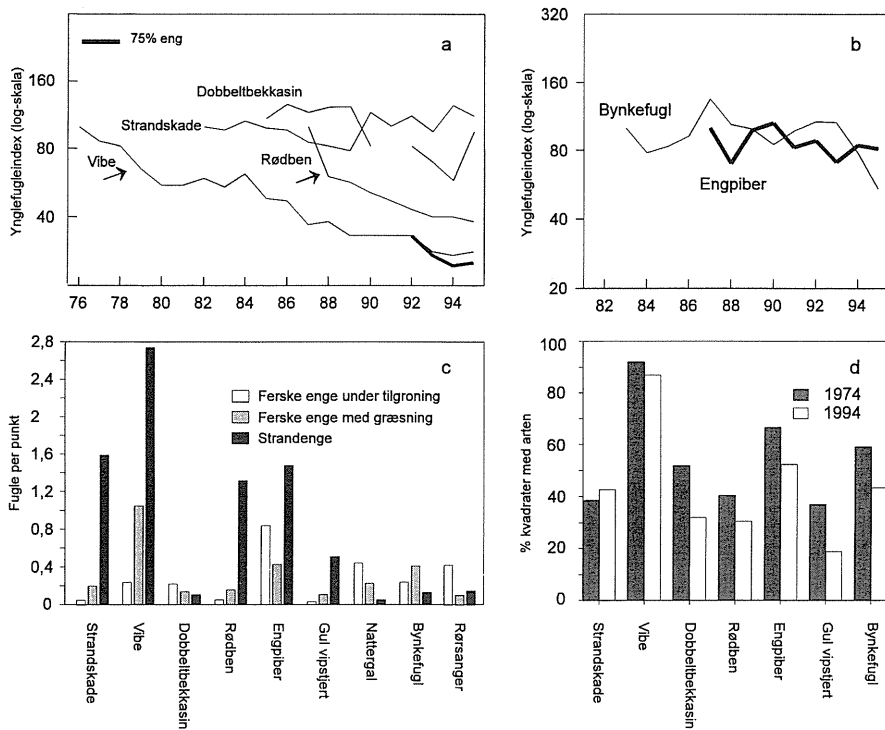 a
75% eng
Ynglefugleindex (log-skala)
160
80
40
Dobbeltbekkasin
Strandskade
Rødben
Vibe
76 78 80 82 84 86 88 90 92 94
b
Ynglefugleindex (log-skala)
320
160
80
40
20
Bynkefugl
Engpiber
82 84 86 88 90 92 94
c
Fugle per punkt
2,8
2,4
2
1,6
1,2
0,8
0,4
0
Ferske enge under tilgroning
Ferske enge med græsning
Strandenge
Strandskade
Vibe
Dobbeltbekkasin
Rødben
Engpiber
Gul vipstjert
Nattergal
Bynkefugl
Rørsanger
d
% kvadrater med arten
100
80
60
40
20
0
1974
1994
Strandskade
Vibe
Dobbeltbekkasin
Rødben
Engpiber
Gul vipstjert
Bynkefugl